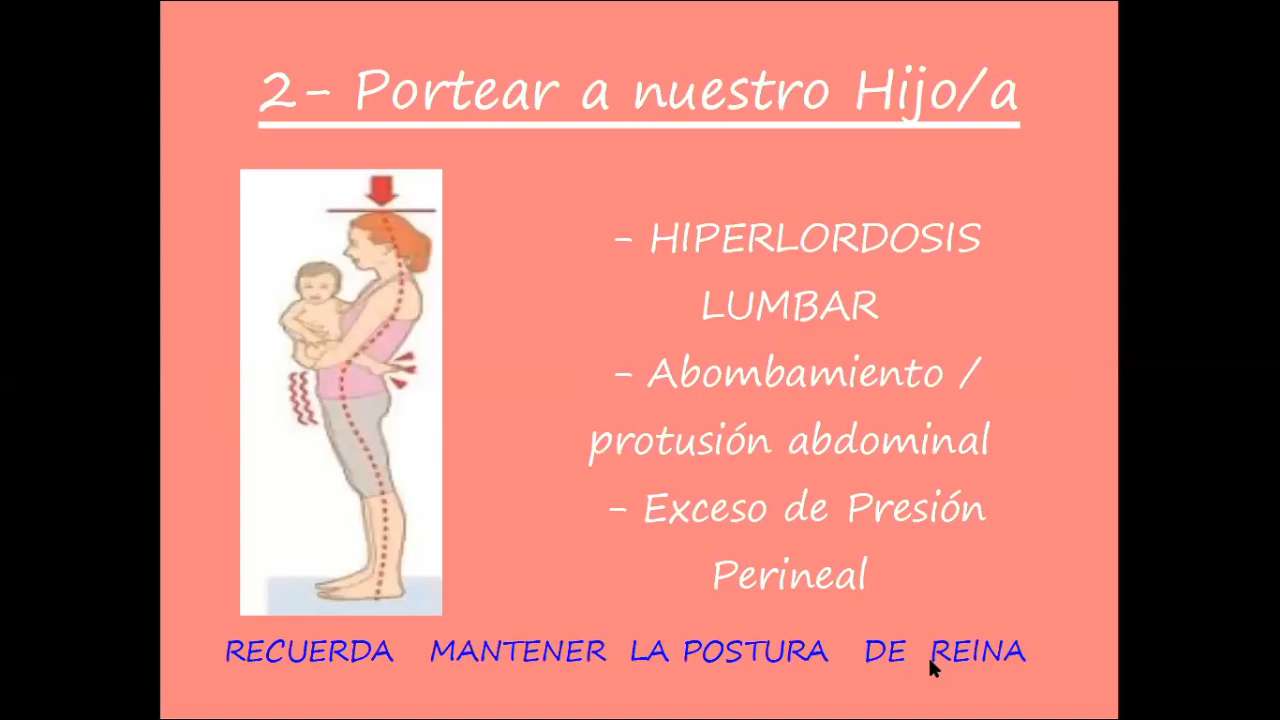 2- Portear a nuestro Hijo/a
- HIPERLORDOSIS
LUMBAR
- Abombamiento /
protusión abdominal
- Exceso de Presión
Perineal
RECUERDA MANTENER LA POSTURA DE REINA